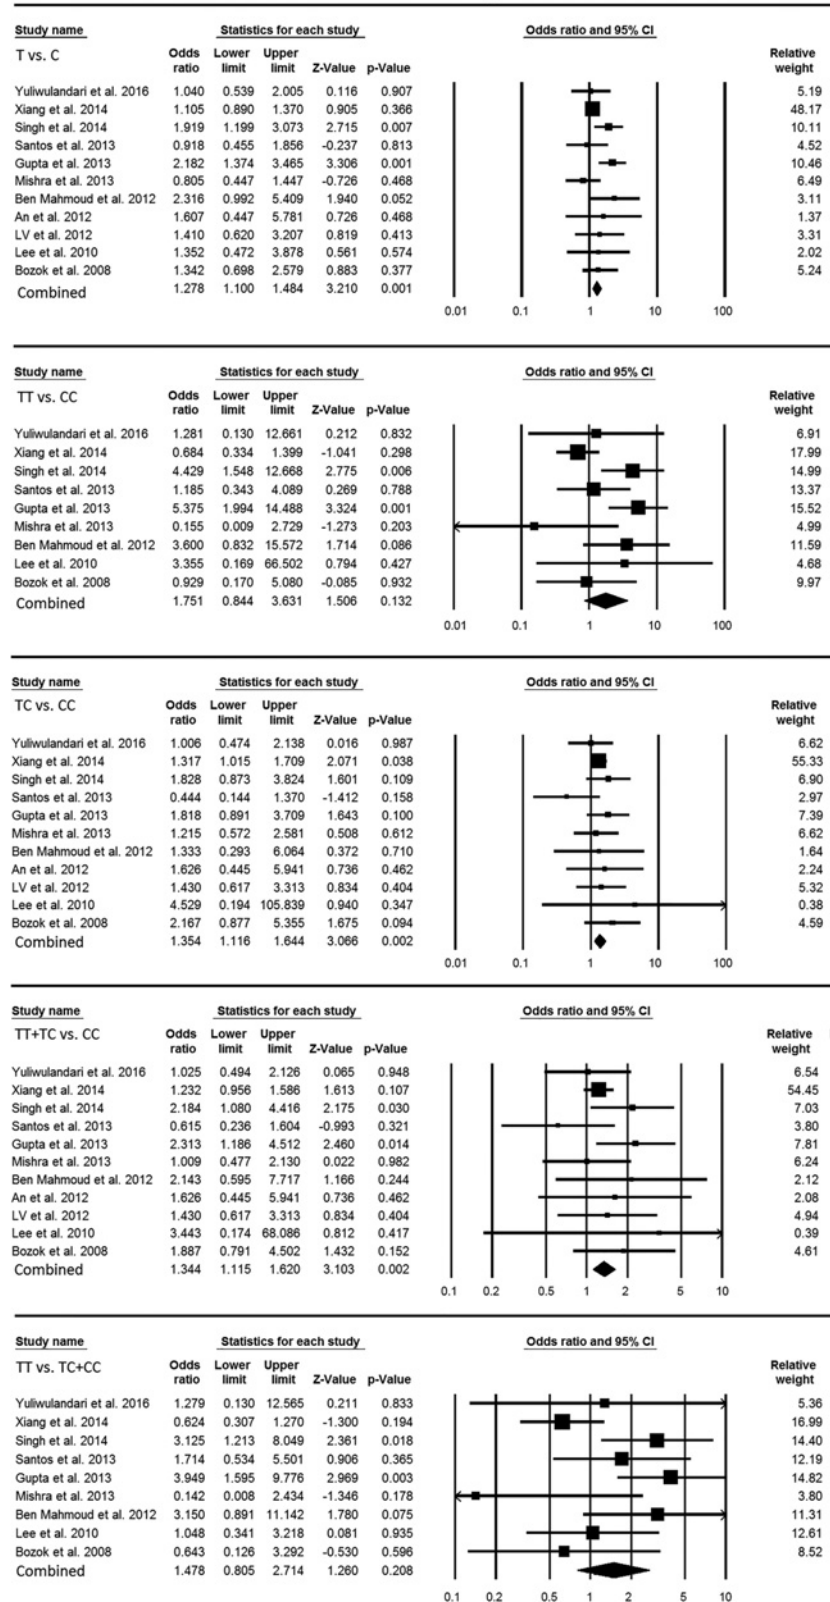 Study name Statistics for each study Odds ratio and 95% CI
T vs. C Odds ratio Lower limit Upper limit Z-Value p-Value Relative weight
Yuliwulandari et al. 2016 1.040 0.539 2.005 0.116 0.907 5.19
Xiang et al. 2014 1.105 0.890 1.370 0.905 0.366 48.17
Singh et al. 2014 1.919 1.199 3.073 2.715 0.007 10.11
Santos et al. 2013 0.918 0.455 1.856 -0.237 0.813 4.52
Gupta et al. 2013 2.182 1.374 3.465 3.306 0.001 10.46
Mishra et al. 2013 0.805 0.447 1.447 -0.726 0.468 6.49
Ben Mahmoud et al. 2012 2.316 0.992 5.409 1.940 0.052 3.11
An et al. 2012 1.607 0.447 5.781 0.726 0.468 1.37
LV et al. 2012 1.410 0.620 3.207 0.819 0.413 3.31
Lee et al. 2010 1.352 0.472 3.878 0.561 0.574 2.02
Bozok et al. 2008 1.342 0.698 2.579 0.883 0.377 5.24
Combined 1.278 1.100 1.484 3.210 0.001
0.01 0.1 1 10 100
Study name Statistics for each study Odds ratio and 95% CI
TT vs. CC Odds ratio Lower limit Upper limit Z-Value p-Value Relative weight
Yuliwulandari et al. 2016 1.281 0.130 12.661 0.212 0.832 6.91
Xiang et al. 2014 0.684 0.334 1.399 -1.041 0.298 17.99
Singh et al. 2014 4.429 1.548 12.668 2.775 0.006 14.99
Santos et al. 2013 1.185 0.343 4.089 0.269 0.788 13.37
Gupta et al. 2013 5.375 1.994 14.488 3.324 0.001 15.52
Mishra et al. 2013 0.155 0.009 2.729 -1.273 0.203 4.99
Ben Mahmoud et al. 2012 3.600 0.832 15.572 1.714 0.086 11.59
Lee et al. 2010 3.355 0.169 66.502 0.794 0.427 4.68
Bozok et al. 2008 0.929 0.170 5.080 -0.085 0.932 9.97
Combined 1.751 0.844 3.631 1.506 0.132
0.01 0.1 1 10 100
Study name Statistics for each study Odds ratio and 95% CI
TC vs. CC Odds ratio Lower limit Upper limit Z-Value p-Value Relative weight
Yuliwulandari et al. 2016 1.006 0.474 2.138 0.016 0.987 6.62
Xiang et al. 2014 1.317 1.015 1.709 2.071 0.038 55.33
Singh et al. 2014 1.828 0.873 3.824 1.601 0.109 6.90
Santos et al. 2013 0.444 0.144 1.370 -1.412 0.158 2.97
Gupta et al. 2013 1.818 0.891 3.709 1.643 0.100 7.39
Mishra et al. 2013 1.215 0.572 2.581 0.508 0.612 6.62
Ben Mahmoud et al. 2012 1.333 0.293 6.064 0.372 0.710 1.64
An et al. 2012 1.626 0.445 5.941 0.736 0.462 2.24
LV et al. 2012 1.430 0.617 3.313 0.834 0.404 5.32
Lee et al. 2010 4.529 0.194 105.839 0.940 0.347 0.38
Bozok et al. 2008 2.167 0.877 5.355 1.675 0.094 4.59
Combined 1.354 1.116 1.644 3.066 0.002
0.01 0.1 1 10 100
Study name Statistics for each study Odds ratio and 95% CI
TT+TC vs. CC Odds ratio Lower limit Upper limit Z-Value p-Value Relative weight
Yuliwulandari et al. 2016 1.025 0.494 2.126 0.065 0.948 6.54
Xiang et al. 2014 1.232 0.956 1.586 1.613 0.107 54.45
Singh et al. 2014 2.184 1.080 4.416 2.175 0.030 7.03
Santos et al. 2013 0.615 0.236 1.604 -0.993 0.321 3.80
Gupta et al. 2013 2.313 1.186 4.512 2.460 0.014 7.81
Mishra et al. 2013 1.009 0.477 2.130 0.022 0.982 6.24
Ben Mahmoud et al. 2012 2.143 0.595 7.717 1.166 0.244 2.12
An et al. 2012 1.626 0.445 5.941 0.736 0.462 2.08
LV et al. 2012 1.430 0.617 3.313 0.834 0.404 4.94
Lee et al. 2010 3.443 0.174 68.086 0.812 0.417 0.39
Bozok et al. 2008 1.887 0.791 4.502 1.432 0.152 4.61
Combined 1.344 1.115 1.620 3.103 0.002
0.1 0.2 0.5 1 2 5 10
Study name Statistics for each study Odds ratio and 95% CI
TT vs. TC+CC Odds ratio Lower limit Upper limit Z-Value p-Value Relative weight
Yuliwulandari et al. 2016 1.279 0.130 12.565 0.211 0.833 5.36
Xiang et al. 2014 0.624 0.307 1.270 -1.300 0.194 16.99
Singh et al. 2014 3.125 1.213 8.049 2.361 0.018 14.40
Santos et al. 2013 1.714 0.534 5.501 0.906 0.365 12.19
Gupta et al. 2013 3.949 1.595 9.776 2.969 0.003 14.82
Mishra et al. 2013 0.142 0.008 2.434 -1.346 0.178 3.80
Ben Mahmoud et al. 2012 3.150 0.891 11.142 1.780 0.075 11.31
Lee et al. 2010 1.048 0.341 3.218 0.081 0.935 12.61
Bozok et al. 2008 0.643 0.126 3.292 -0.530 0.596 8.52
Combined 1.478 0.805 2.714 1.260 0.208
0.1 0.2 0.5 1 2 5 10